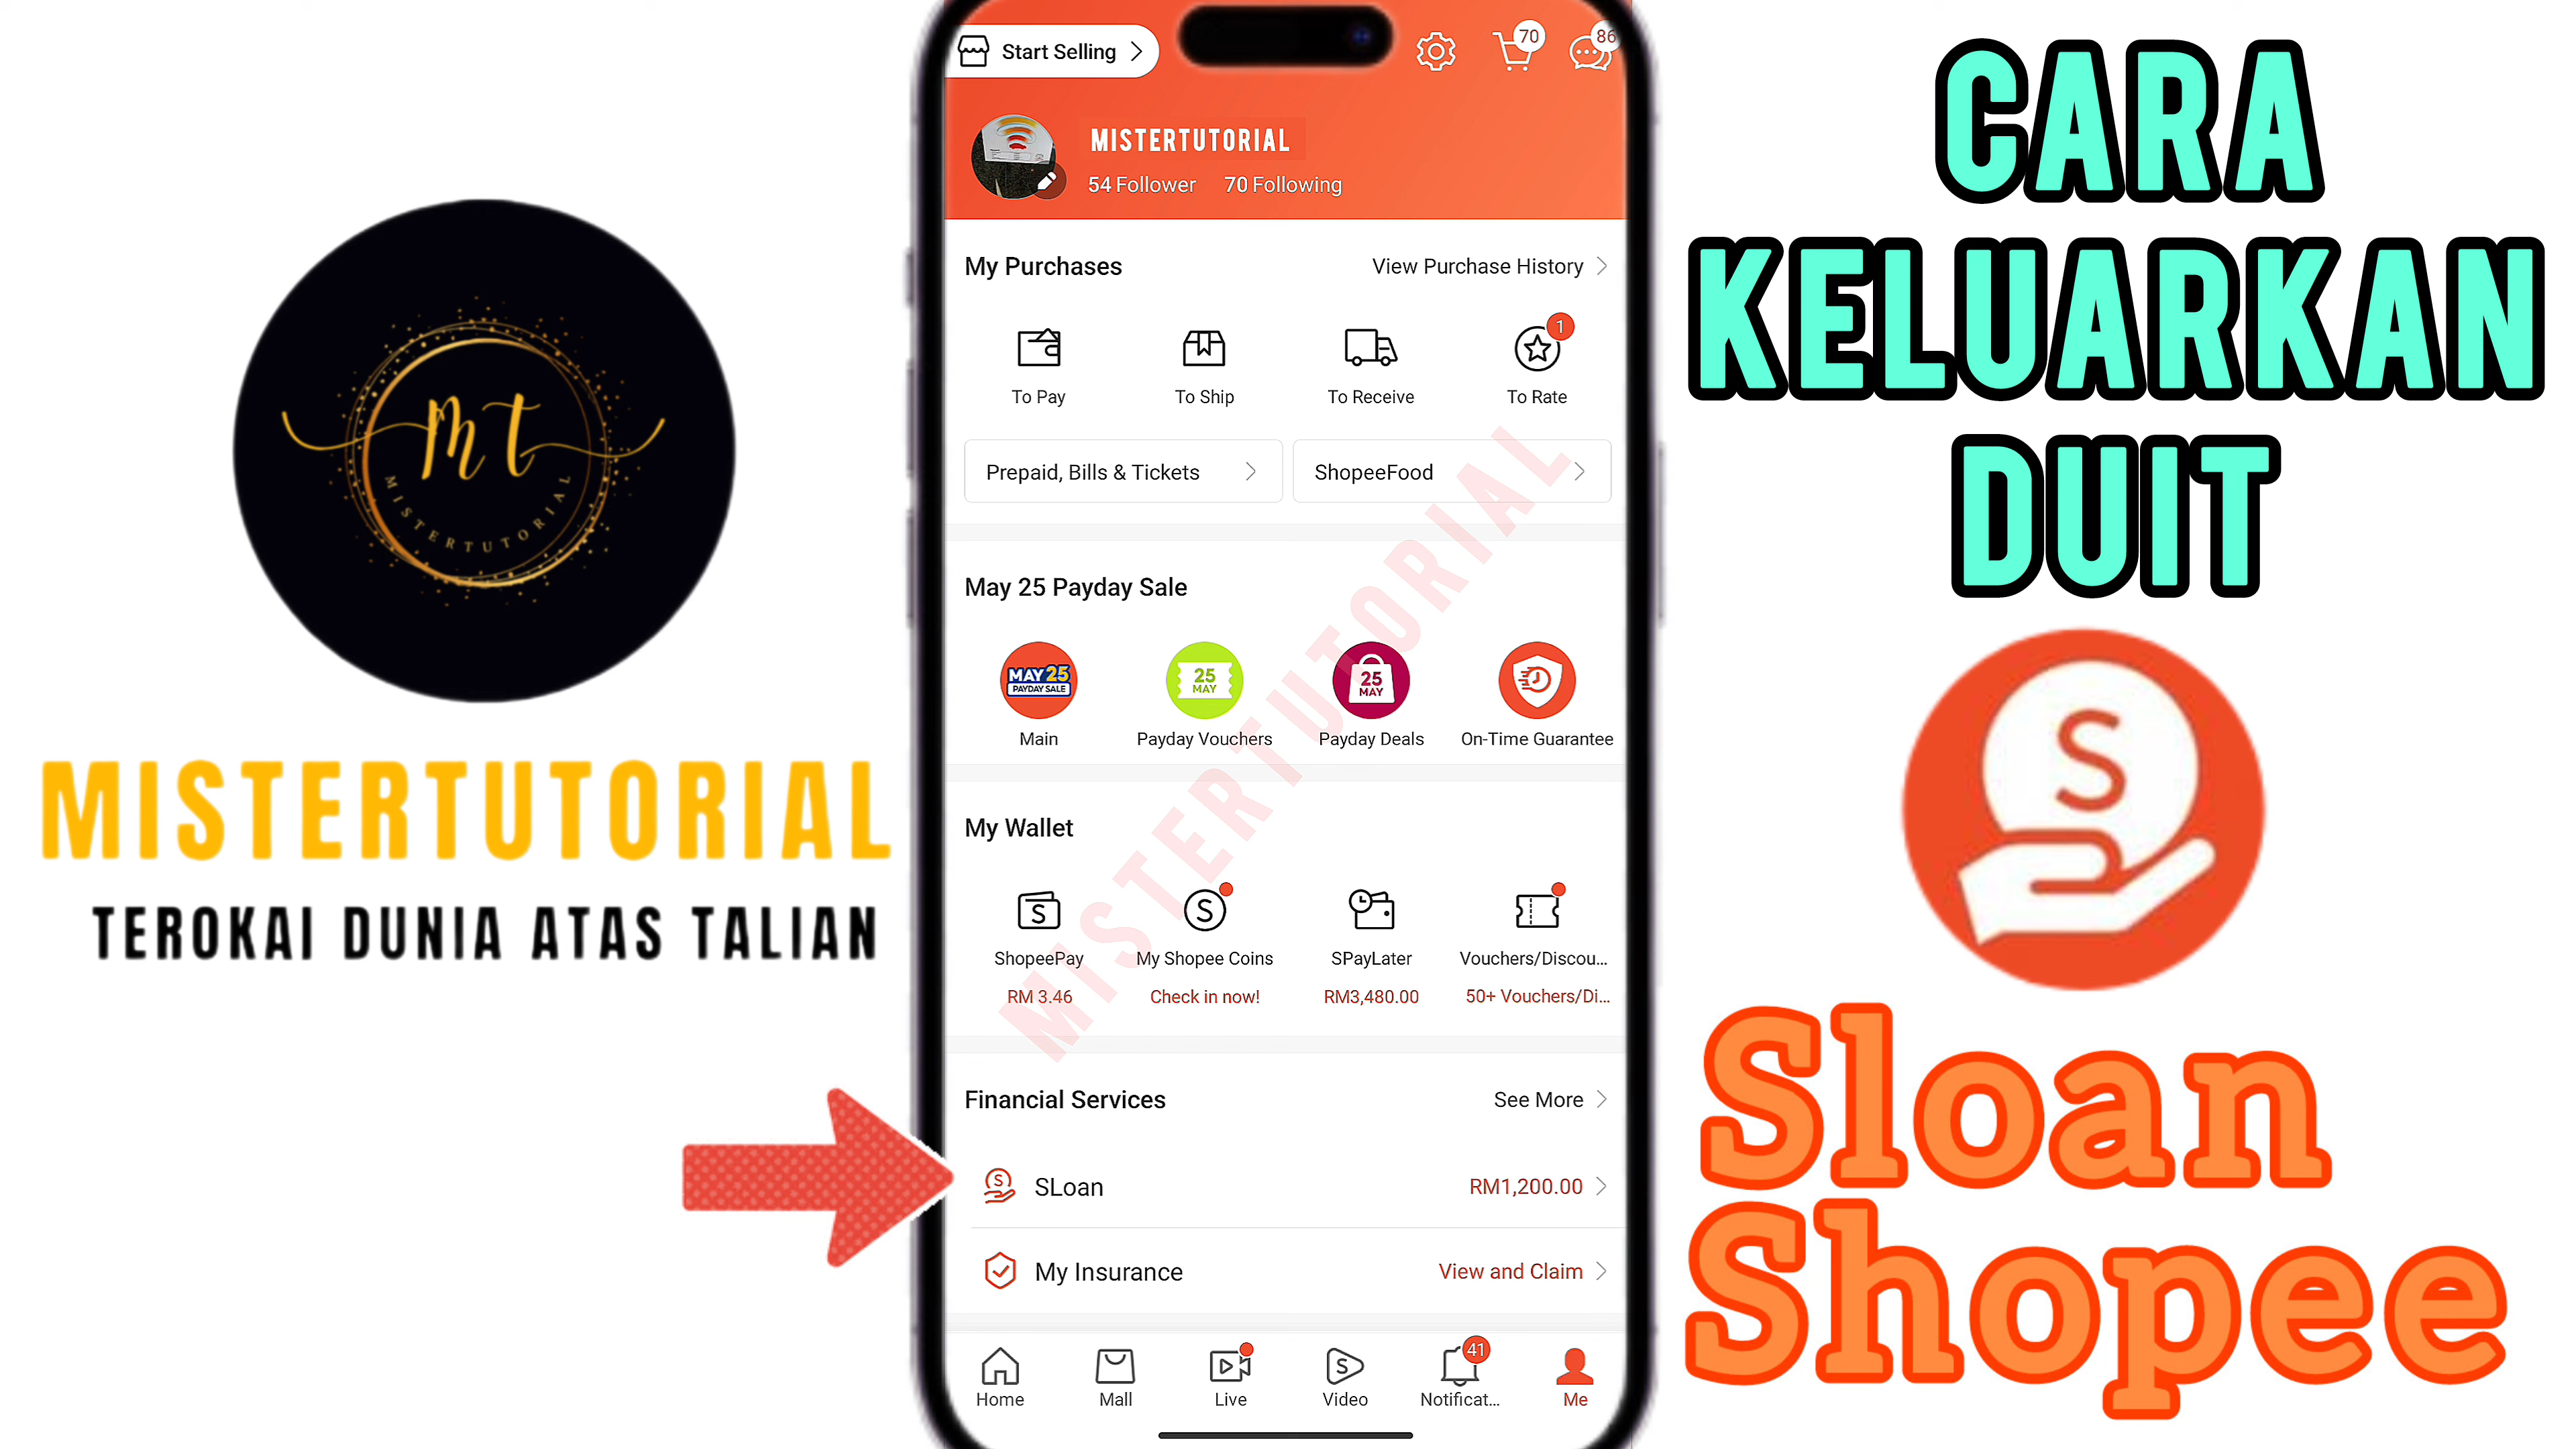 Mt
MISTERTUTORIAL
MISTERTUTORIAL
TEROKAI DUNIA ATAS TALIAN
Start Selling
70
86
MISTERTUTORIAL
54 Follower 70 Following
My Purchases View Purchase History
1
To Pay To Ship To Receive To Rate
Prepaid, Bills & Tickets ShopeeFood
May 25 Payday Sale
MAY 25 PAYDAY SALE
25 MAY
25 MAY
Main Payday Vouchers Payday Deals On-Time Guarantee
My Wallet
S
S
ShopeePay My Shopee Coins SPayLater Vouchers/Discou...
RM 3.46 Check in now! RM3,480.00 50+ Vouchers/Di...
Financial Services See More
S
SLoan RM1,200.00
My Insurance View and Claim
S
41
Home Mall Live Video Notificat... Me
MISTERTUTORIAL
CARA
KELUARKAN
DUIT
S
Sloan
Shopee